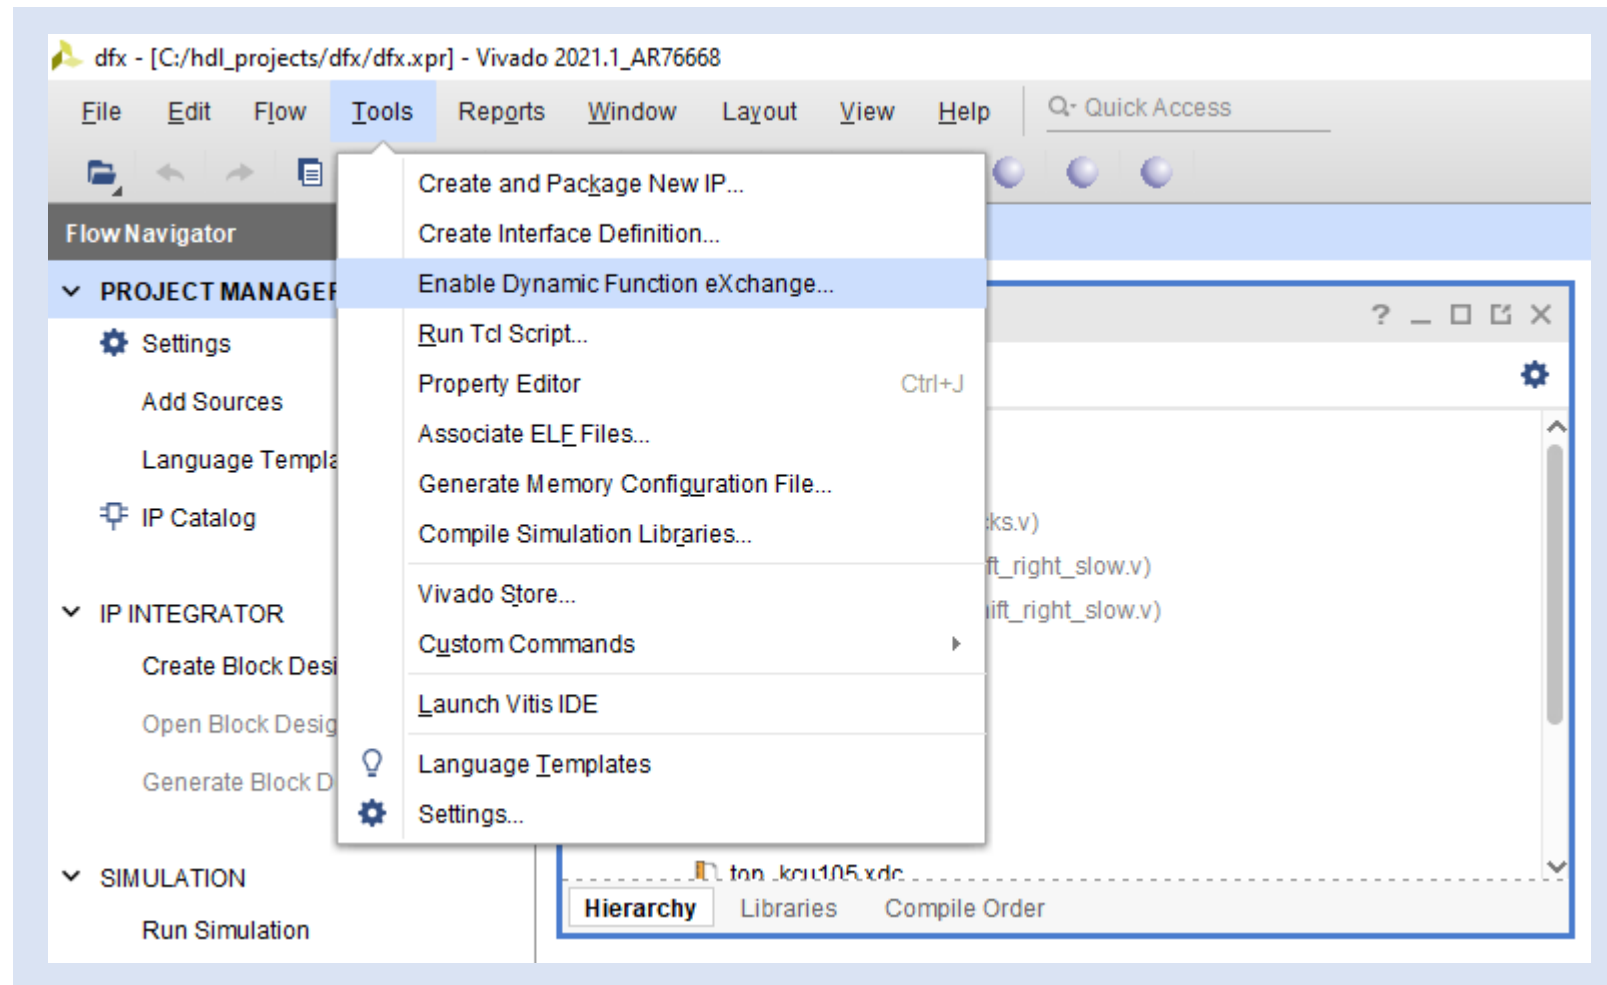 dfx - [C:/hdl_projects/dfx/dfx.xpr] - Vivado 2021.1_AR76668
File Edit Flow Tools Reports Window Layout View Help Quick Access
Flow Navigator
PROJECT MANAGER
Settings
Add Sources
Language Templa
IP Catalog
IP INTEGRATOR
Create Block Desi
Open Block Desig
Generate Block D
SIMULATION
Run Simulation
Create and Package New IP...
Create Interface Definition...
Enable Dynamic Function eXchange...
Run Tcl Script...
Property Editor Ctrl+J
Associate ELF Files...
Generate Memory Configuration File...
Compile Simulation Libraries...
Vivado Store...
Custom Commands
Launch Vitis IDE
Language Templates
Settings...
?
cks.v)
ft_right_slow.v)
ift_right_slow.v)
top_kcu105.xdc
Hierarchy Libraries Compile Order